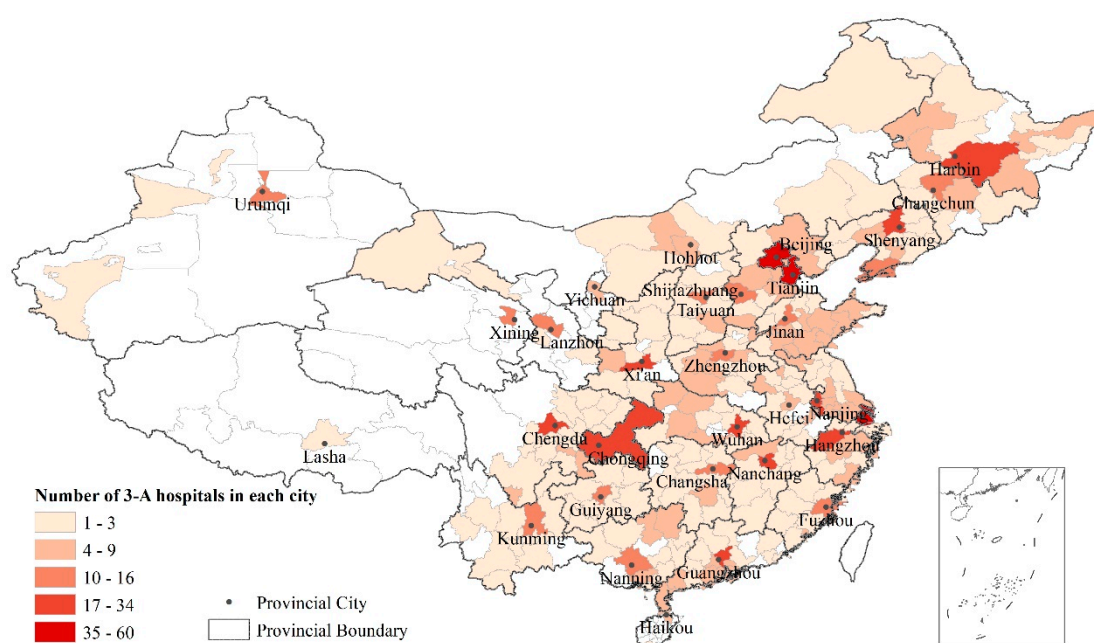 Harbin
Changchun
Urumqi
Shenyang
Beijing
Hohhot
Tianjin
Shijiazhuang
Yichuan
Taiyuan
Jinan
Xining
Lanzhou
Zhengzhou
Xi'an
Hefei
Nanjing
Chengdu
Wuhan
Hangzhou
Lasha
Chongqing
Nanchang
Changsha
Number of 3-A hospitals in each city
1 - 3
Guiyang
4 - 9
Fuzhou
Kunming
10 - 16
Nanning
Guangzhou
17 - 34
Provincial City
Haikou
35 - 60
Provincial Boundary